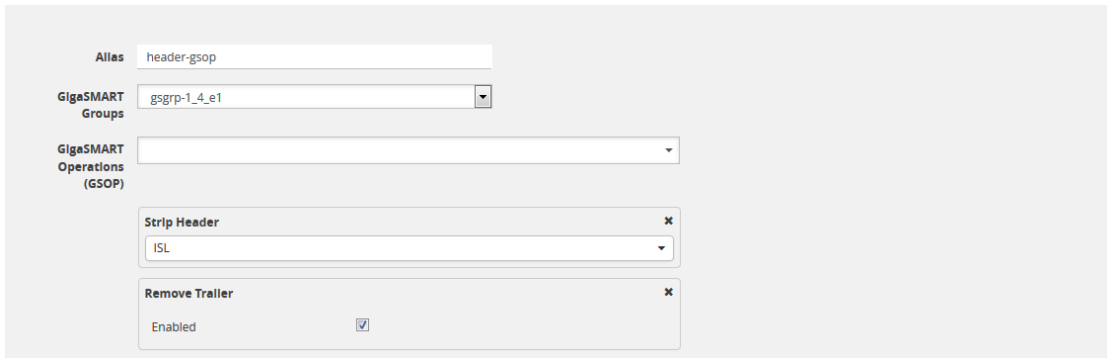 Alias header-gsop
GigaSMART Groups gsgrp-1_4_e1
GigaSMART Operations (GSOP)
Strip Header
ISL
Remove Trailer
Enabled